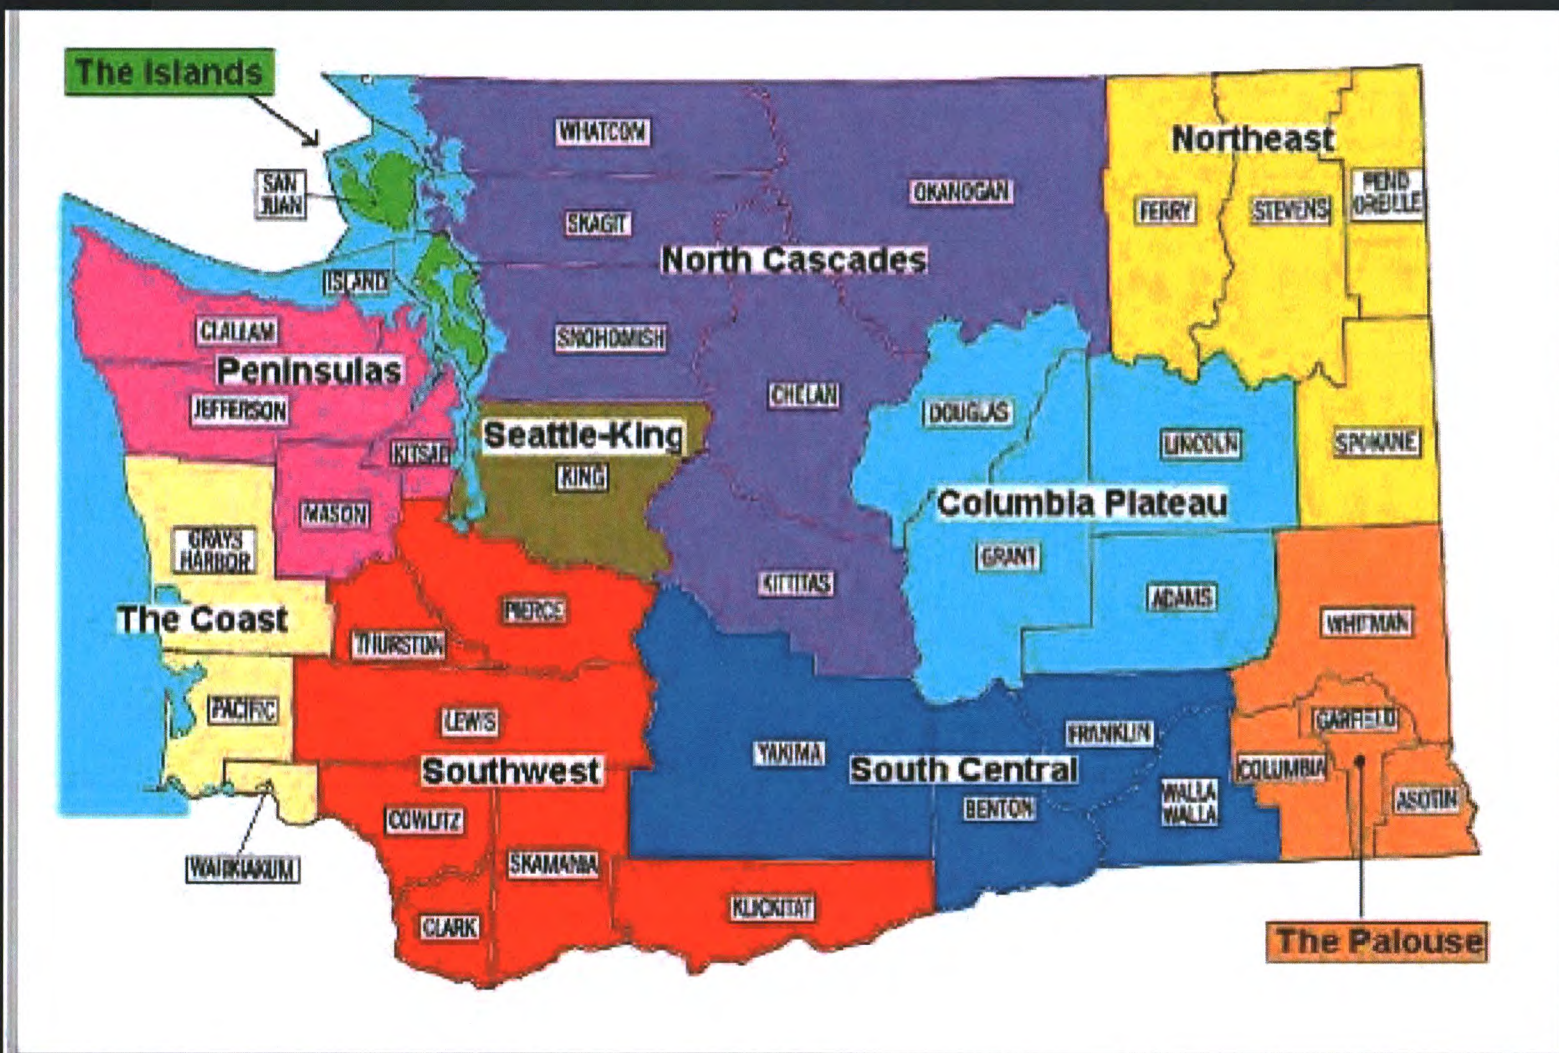 The Islands
WHATCOM
Northeast
SAN
JUAN
OKANOGAN
PEND
OREILLE
FERRY
STEVENS
SKAGIT
North Cascades
ISLAND
CLALLAM
SNOHOMISH
Peninsulas
CHELAN
JEFFERSON
DOUGLAS
Seattle-King
LINCOLN
SPOKANE
KITSAP
KING
Columbia Plateau
MASON
GRAYS
HARBOR
GRANT
KITTITAS
ADAMS
PIERCE
The Coast
WHITMAN
THURSTON
PACIFIC
LEWIS
GARFIELD
FRANKLIN
YAKIMA
Southwest
South Central
COLUMBIA
WALLA
WALLA
ASOTIN
BENTON
COWLITZ
WAHKIAKUM
SKAMANIA
KLICKITAT
CLARK
The Palouse